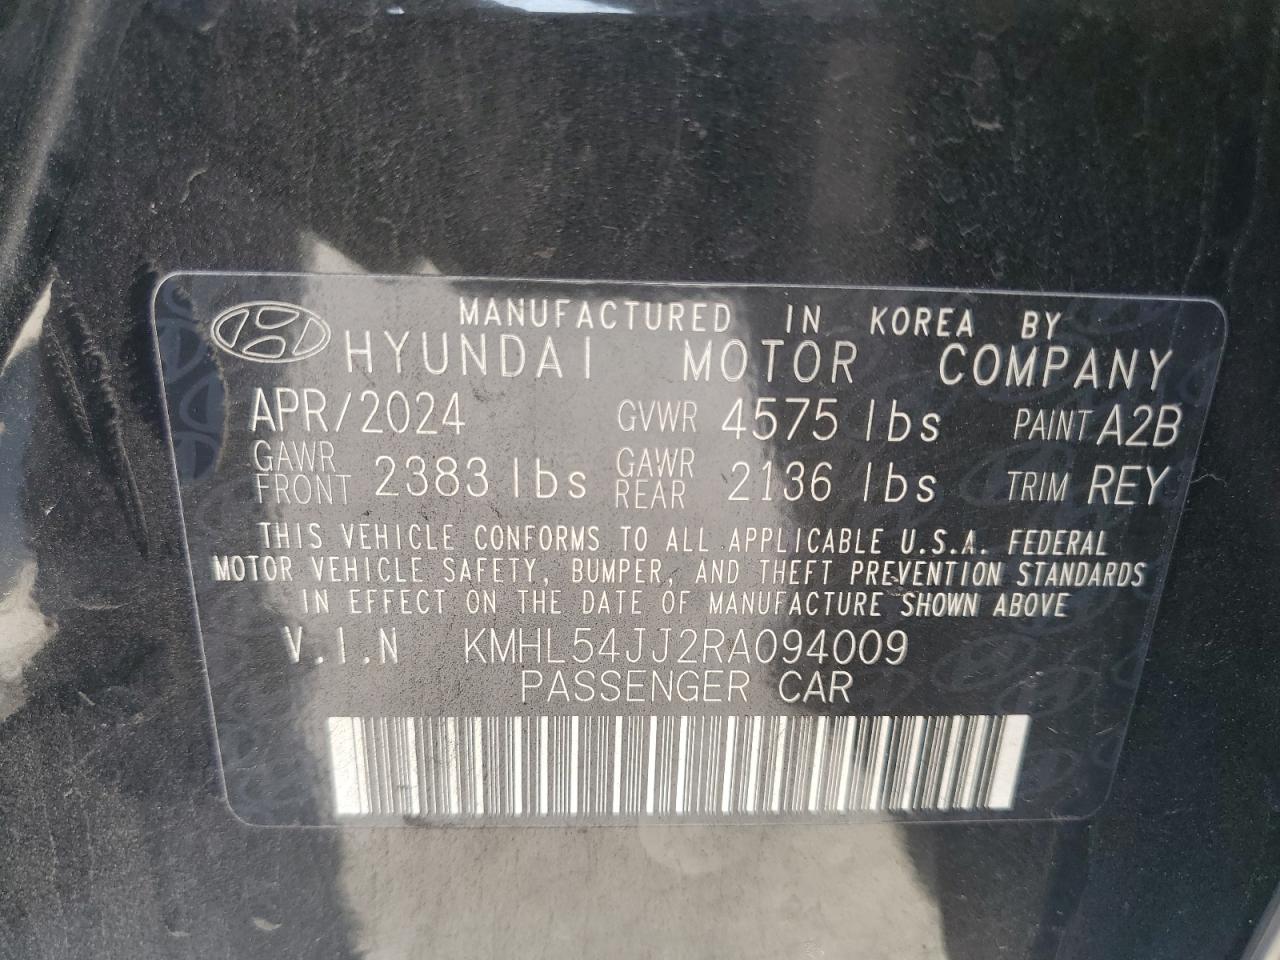 MANUFACTURED IN KOREA BY
HYUNDAI MOTOR COMPANY
APR/2024 GVWR 4575 lbs PAINT A2B
GAWR FRONT 2383 lbs GAWR REAR 2136 lbs TRIM REY
THIS VEHICLE CONFORMS TO ALL APPLICABLE U.S.A. FEDERAL
MOTOR VEHICLE SAFETY, BUMPER, AND THEFT PREVENTION STANDARDS
IN EFFECT ON THE DATE OF MANUFACTURE SHOWN ABOVE
V.I.N KMHL54JJ2RA094009
PASSENGER CAR